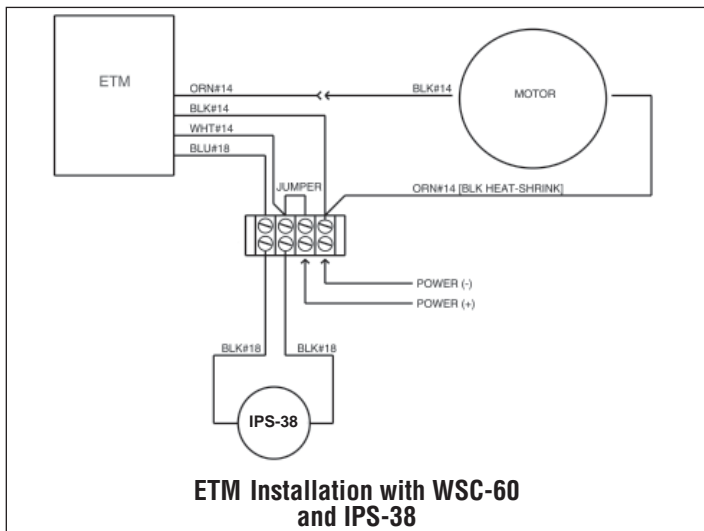 ETM
ORN#14
BLK#14
MOTOR
BLK#14
WHT#14
BLU#18
JUMPER
ORN#14 [BLK HEAT-SHRINK]
POWER (-)
POWER (+)
BLK#18
BLK#18
IPS-38
ETM Installation with WSC-60
and IPS-38